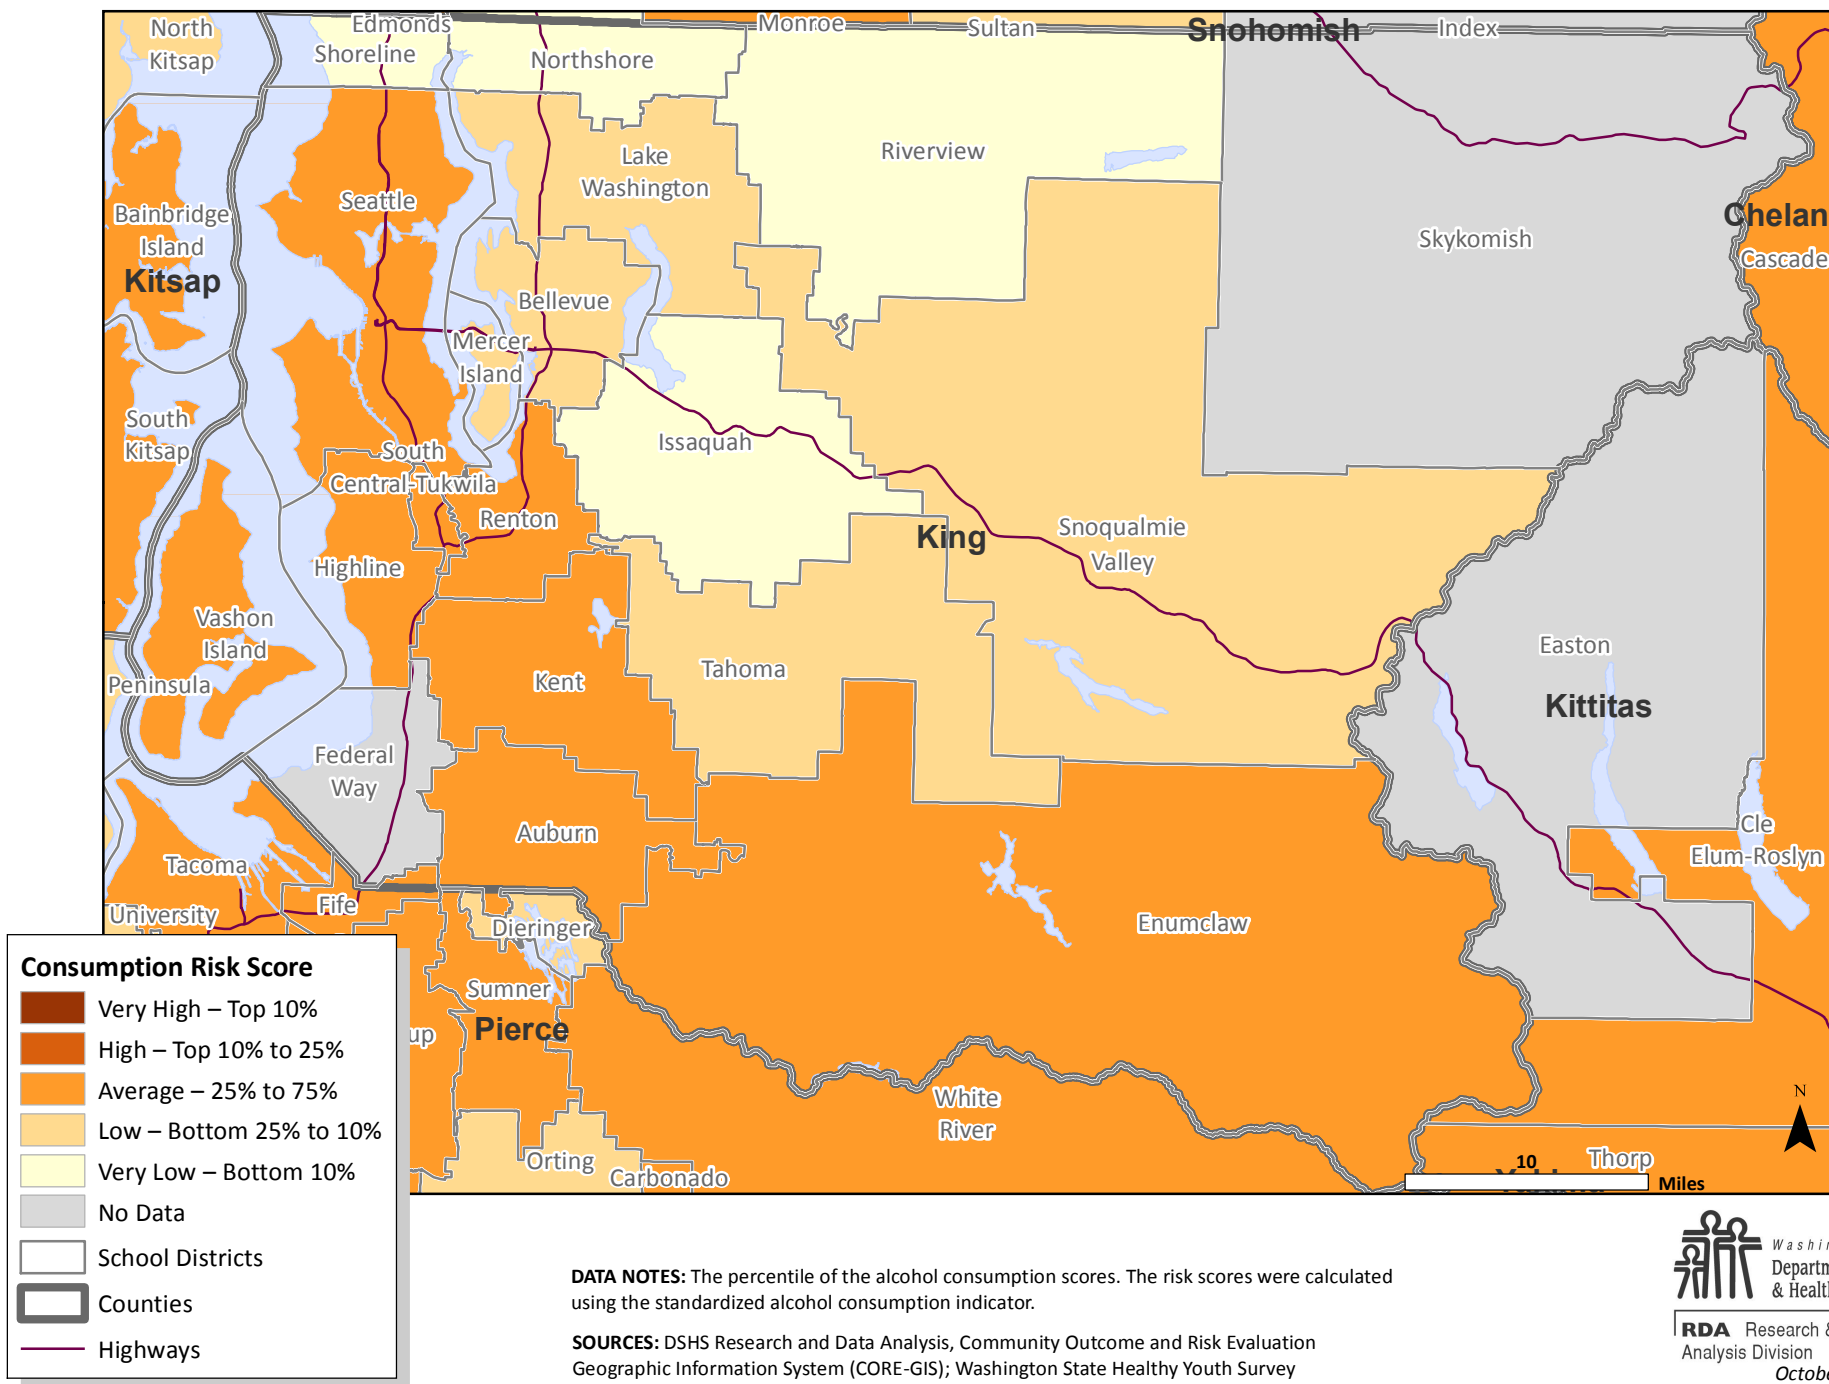 North
Kitsap
Edmonds
Shoreline
Northshore
Monroe
Sultan
Snohomish
Index
Lake
Washington
Riverview
Seattle
Bainbridge
Island
Kitsap
Skykomish
Chelan
Cascade
Bellevue
Mercer
Island
South
Kitsap
South
Central-Tukwila
Issaquah
Renton
King
Snoqualmie
Valley
Highline
Vashon
Island
Peninsula
Kent
Tahoma
Easton
Kittitas
Federal
Way
Auburn
Cle
Elum-Roslyn
Tacoma
University
Fife
Dieringer
Enumclaw
Sumner
Pierce
up
White
River
Orting
Carbonado
Thorp
N
10
Miles
Consumption Risk Score
Very High – Top 10%
High – Top 10% to 25%
Average – 25% to 75%
Low – Bottom 25% to 10%
Very Low – Bottom 10%
No Data
School Districts
Counties
Highways
DATA NOTES: The percentile of the alcohol consumption scores. The risk scores were calculated
using the standardized alcohol consumption indicator.
SOURCES: DSHS Research and Data Analysis, Community Outcome and Risk Evaluation
Geographic Information System (CORE-GIS); Washington State Healthy Youth Survey
Washin
Departm
& Healt
RDA Research &
Analysis Division
Octobe